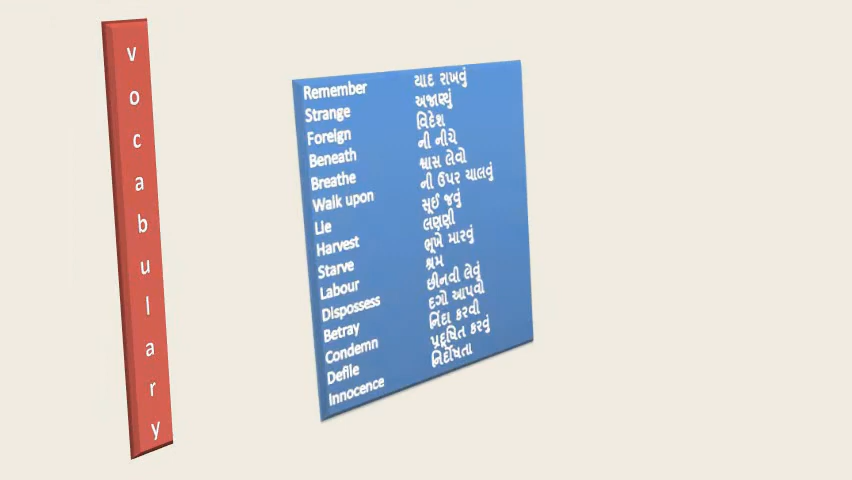 vocabulary
Remember યાદ રાખવું
Strange અજાણ્યું
Foreign વિદેશ
Beneath ની નીચે
Breathe શ્વાસ લેવો
Walk upon ની ઉપર ચાલવું
Lie સૂઈ જવું
Harvest લણણી
Starve ભૂખે મારવું
Labour શ્રમ
Dispossess છીનવી લેવું
Betray દગો આપવો
Condemn નિંદા કરવી
Defile પ્રદૂષિત કરવું
Innocence નિર્દોષતા